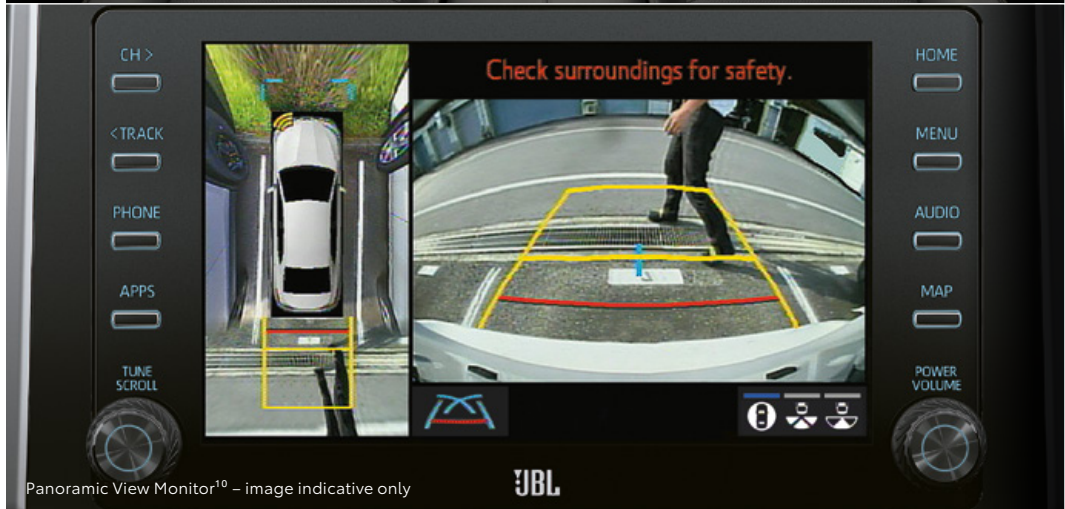 CH >
<TRACK
PHONE
APPS
TUNE
SCROLL
Check surroundings for safety.
HOME
MENU
AUDIO
MAP
POWER
VOLUME
JBL
Panoramic View Monitor¹⁰ – image indicative only